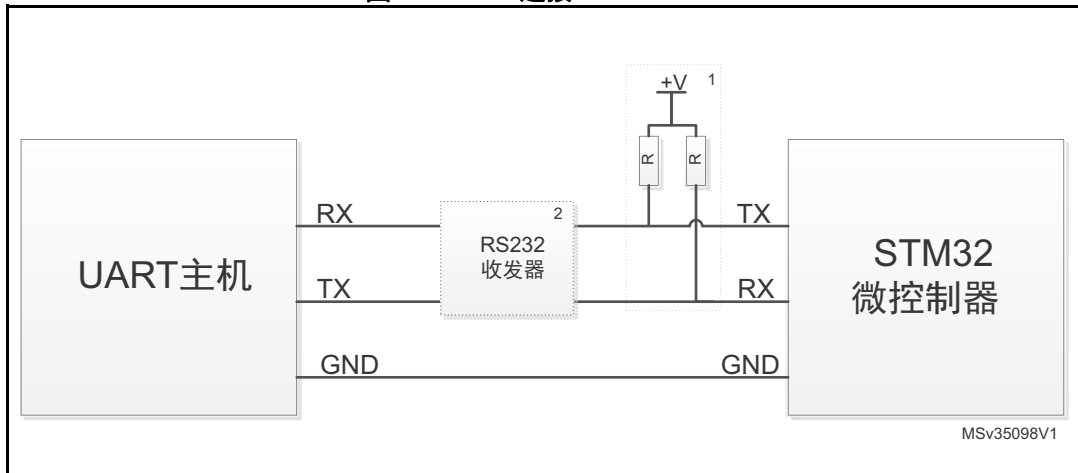 +V 1
R R
RX
2
TX
RS232
收发器
UART主机
STM32
微控制器
TX
RX
GND
GND
MSv35098V1